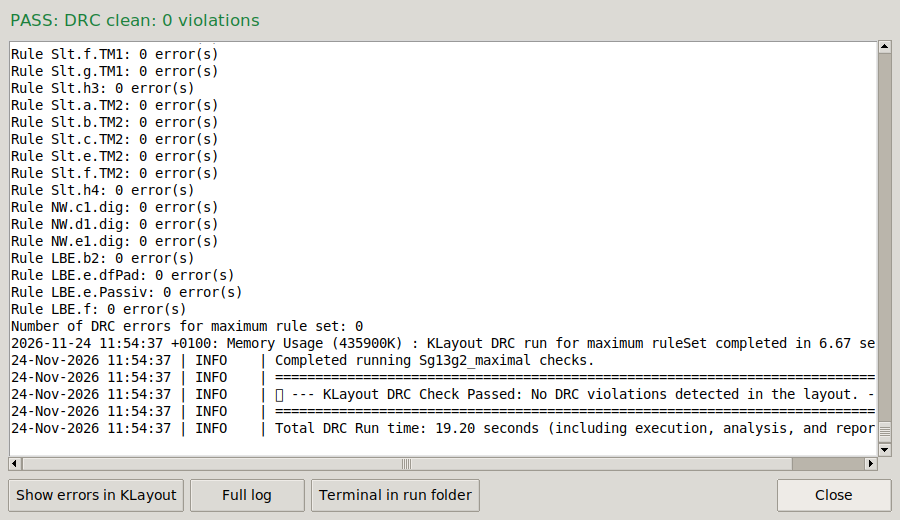 PASS: DRC clean: 0 violations
Rule Slt.f.TM1: 0 error(s)
Rule Slt.g.TM1: 0 error(s)
Rule Slt.h3: 0 error(s)
Rule Slt.a.TM2: 0 error(s)
Rule Slt.b.TM2: 0 error(s)
Rule Slt.c.TM2: 0 error(s)
Rule Slt.e.TM2: 0 error(s)
Rule Slt.f.TM2: 0 error(s)
Rule Slt.h4: 0 error(s)
Rule NW.c1.dig: 0 error(s)
Rule NW.d1.dig: 0 error(s)
Rule NW.e1.dig: 0 error(s)
Rule LBE.b2: 0 error(s)
Rule LBE.e.dfPad: 0 error(s)
Rule LBE.e.Passiv: 0 error(s)
Rule LBE.f: 0 error(s)
Number of DRC errors for maximum rule set: 0
2026-11-24 11:54:37 +0100: Memory Usage (435900K) : KLayout DRC run for maximum ruleSet completed in 6.67 se
24-Nov-2026 11:54:37 | INFO    | Completed running Sg13g2_maximal checks.
24-Nov-2026 11:54:37 | INFO    | ===========================================================================
24-Nov-2026 11:54:37 | INFO    | --- KLayout DRC Check Passed: No DRC violations detected in the layout. -
24-Nov-2026 11:54:37 | INFO    | ===========================================================================
24-Nov-2026 11:54:37 | INFO    | Total DRC Run time: 19.20 seconds (including execution, analysis, and repor
Show errors in KLayout
Full log
Terminal in run folder
Close